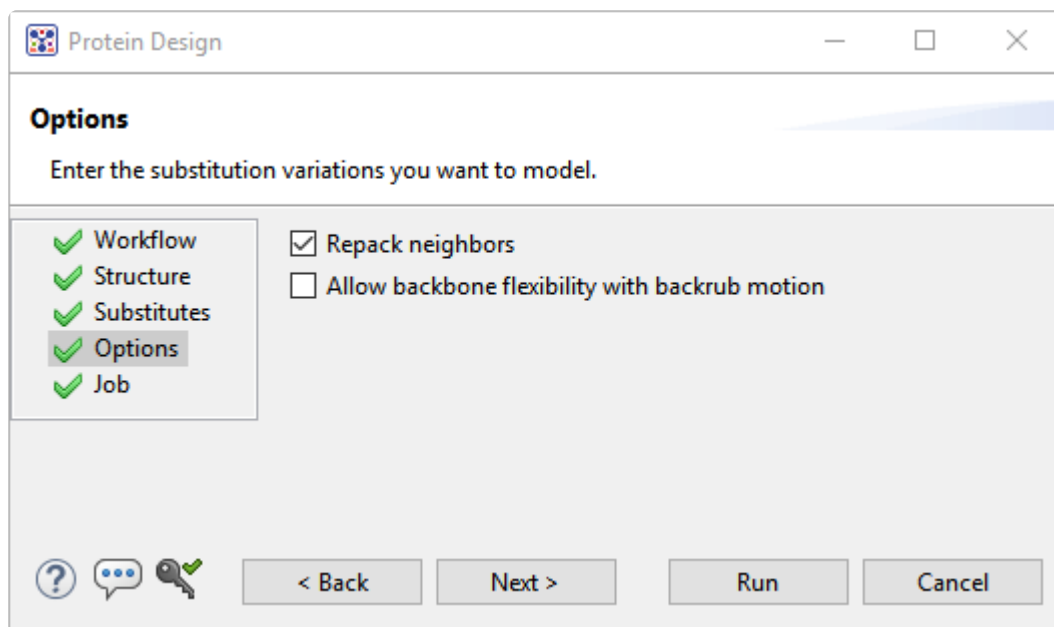 Protein Design
Options
Enter the substitution variations you want to model.
Workflow
Structure
Substitutes
Options
Job
Repack neighbors
Allow backbone flexibility with backrub motion
< Back
Next >
Run
Cancel